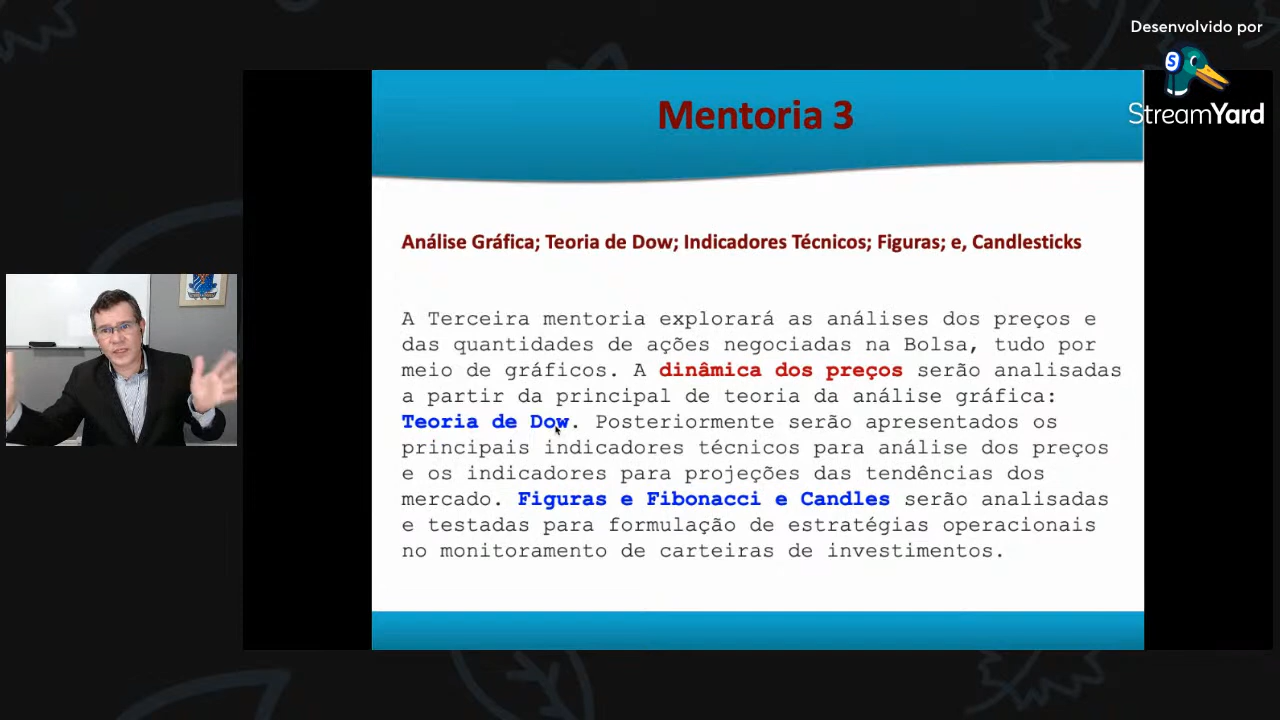 Desenvolvido por
StreamYard
Mentoria 3
Análise Gráfica; Teoria de Dow; Indicadores Técnicos; Figuras; e, Candlesticks
A Terceira mentoria explorará as análises dos preços e
das quantidades de ações negociadas na Bolsa, tudo por
meio de gráficos. A dinâmica dos preços serão analisadas
a partir da principal de teoria da análise gráfica:
Teoria de Dow. Posteriormente serão apresentados os
principais indicadores técnicos para análise dos preços
e os indicadores para projeções das tendências dos
mercado. Figuras e Fibonacci e Candles serão analisadas
e testadas para formulação de estratégias operacionais
no monitoramento de carteiras de investimentos.